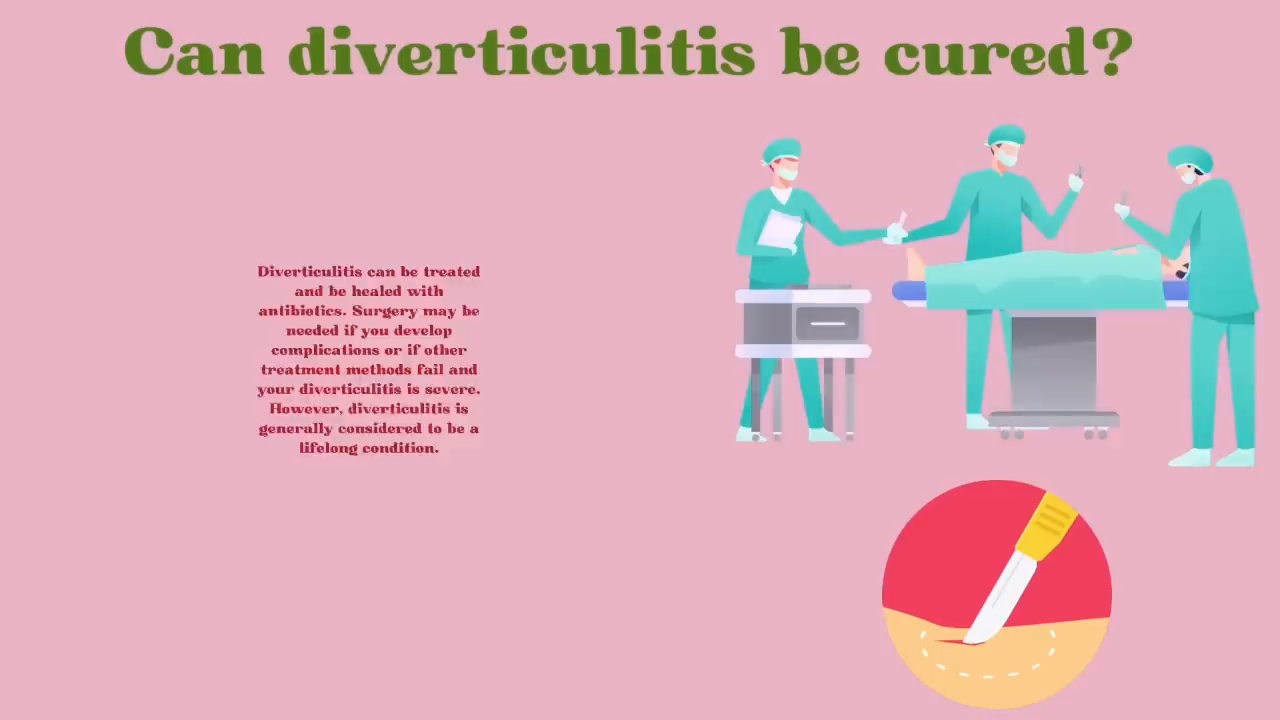 Can diverticulitis be cured?
Diverticulitis can be treated
and be healed with
antibiotics. Surgery may be
needed if you develop
complications or if other
treatment methods fail and
your diverticulitis is severe.
However, diverticulitis is
generally considered to be a
lifelong condition.